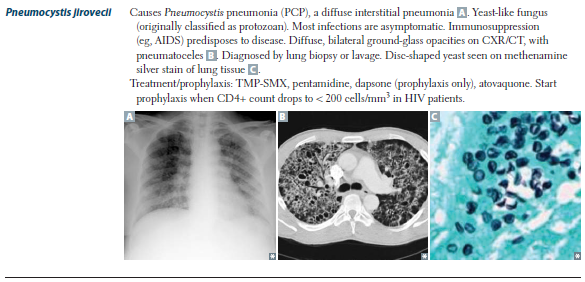 Pneumocystis jirovecii
Causes Pneumocystis pneumonia (PCP), a diffuse interstitial pneumonia A. Yeast-like fungus
(originally classified as protozoan). Most infections are asymptomatic. Immunosuppression
(eg, AIDS) predisposes to disease. Diffuse, bilateral ground-glass opacities on CXR/CT, with
pneumatoceles B. Diagnosed by lung biopsy or lavage. Disc-shaped yeast seen on methenamine
silver stain of lung tissue C.
Treatment/prophylaxis: TMP-SMX, pentamidine, dapsone (prophylaxis only), atovaquone. Start
prophylaxis when CD4+ count drops to < 200 cells/mm³ in HIV patients.
A
B
C